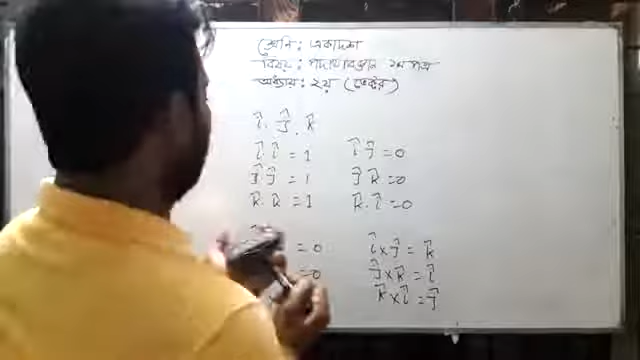 শ্রেনি : একাদশ
বিষয় : পদার্থবিজ্ঞান ১ম পত্র
অধ্যায় : ২য় (ভেক্টর)
î . ĵ . k̂
î . î = 1 î ĵ = 0
ĵ ĵ = 1 ĵ k̂ = 0
k̂ . k̂ = 1 k̂ . î = 0
= 0 î × ĵ = k̂
= 0 ĵ × k̂ = î
k̂ × î = ĵ